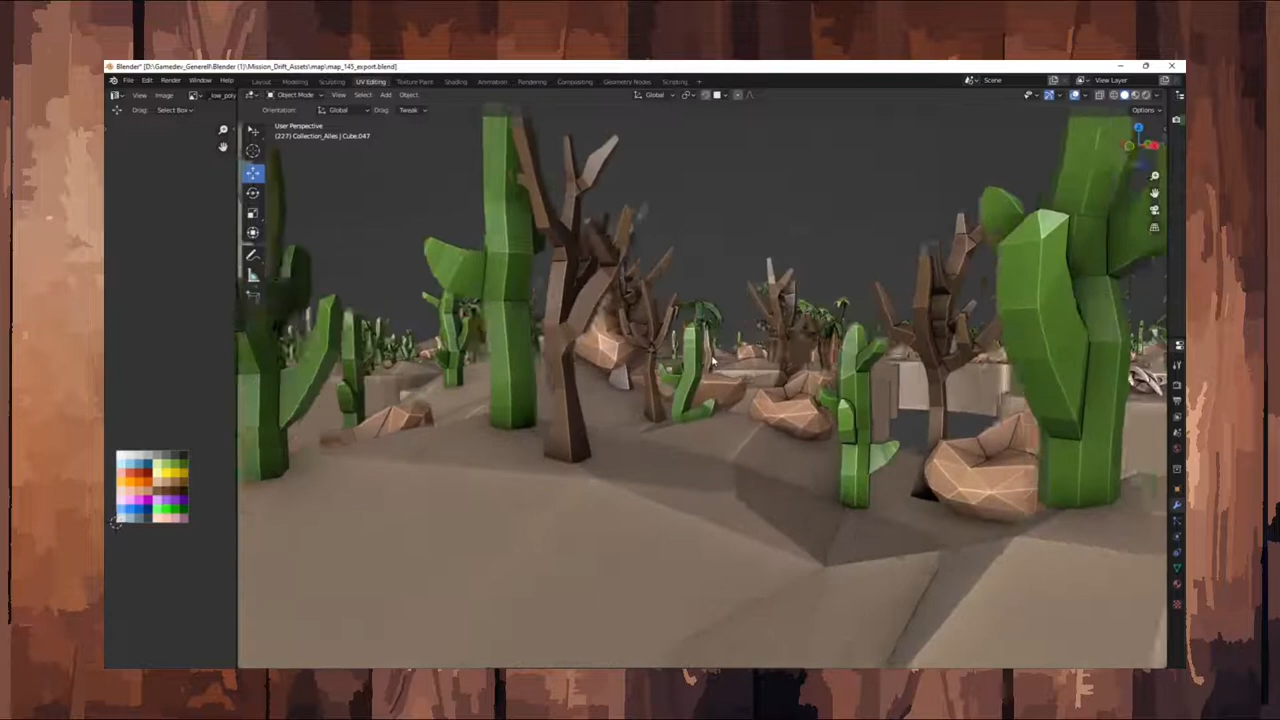 Blender* [D:\Gamedev_Generell\Blender (1)\Mission_Drift_Assets\map\map_145_export.blend]
File Edit Render Window Help Layout Modeling Sculpting UV Editing Texture Paint Shading Animation Rendering Compositing Geometry Nodes Scripting + Scene View Layer
View Image _low_poly Object Mode View Select Add Object Global
Drag: Select Box Orientation: Global Drag: Tweak Options
User Perspective
(227) Collection_Alles | Cube.047